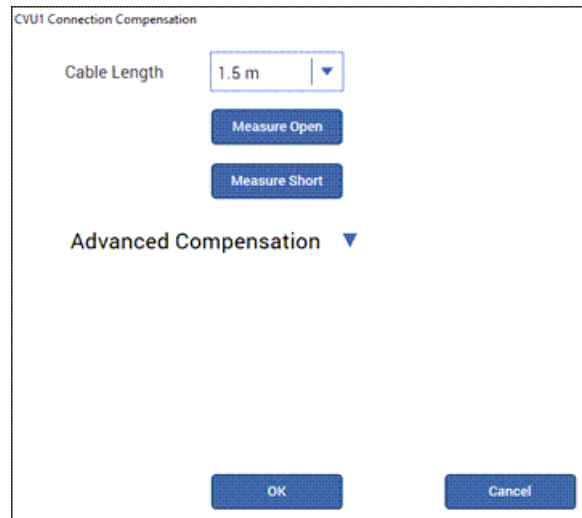 CVU1 Connection Compensation
Cable Length 1.5 m
Measure Open
Measure Short
Advanced Compensation
OK Cancel